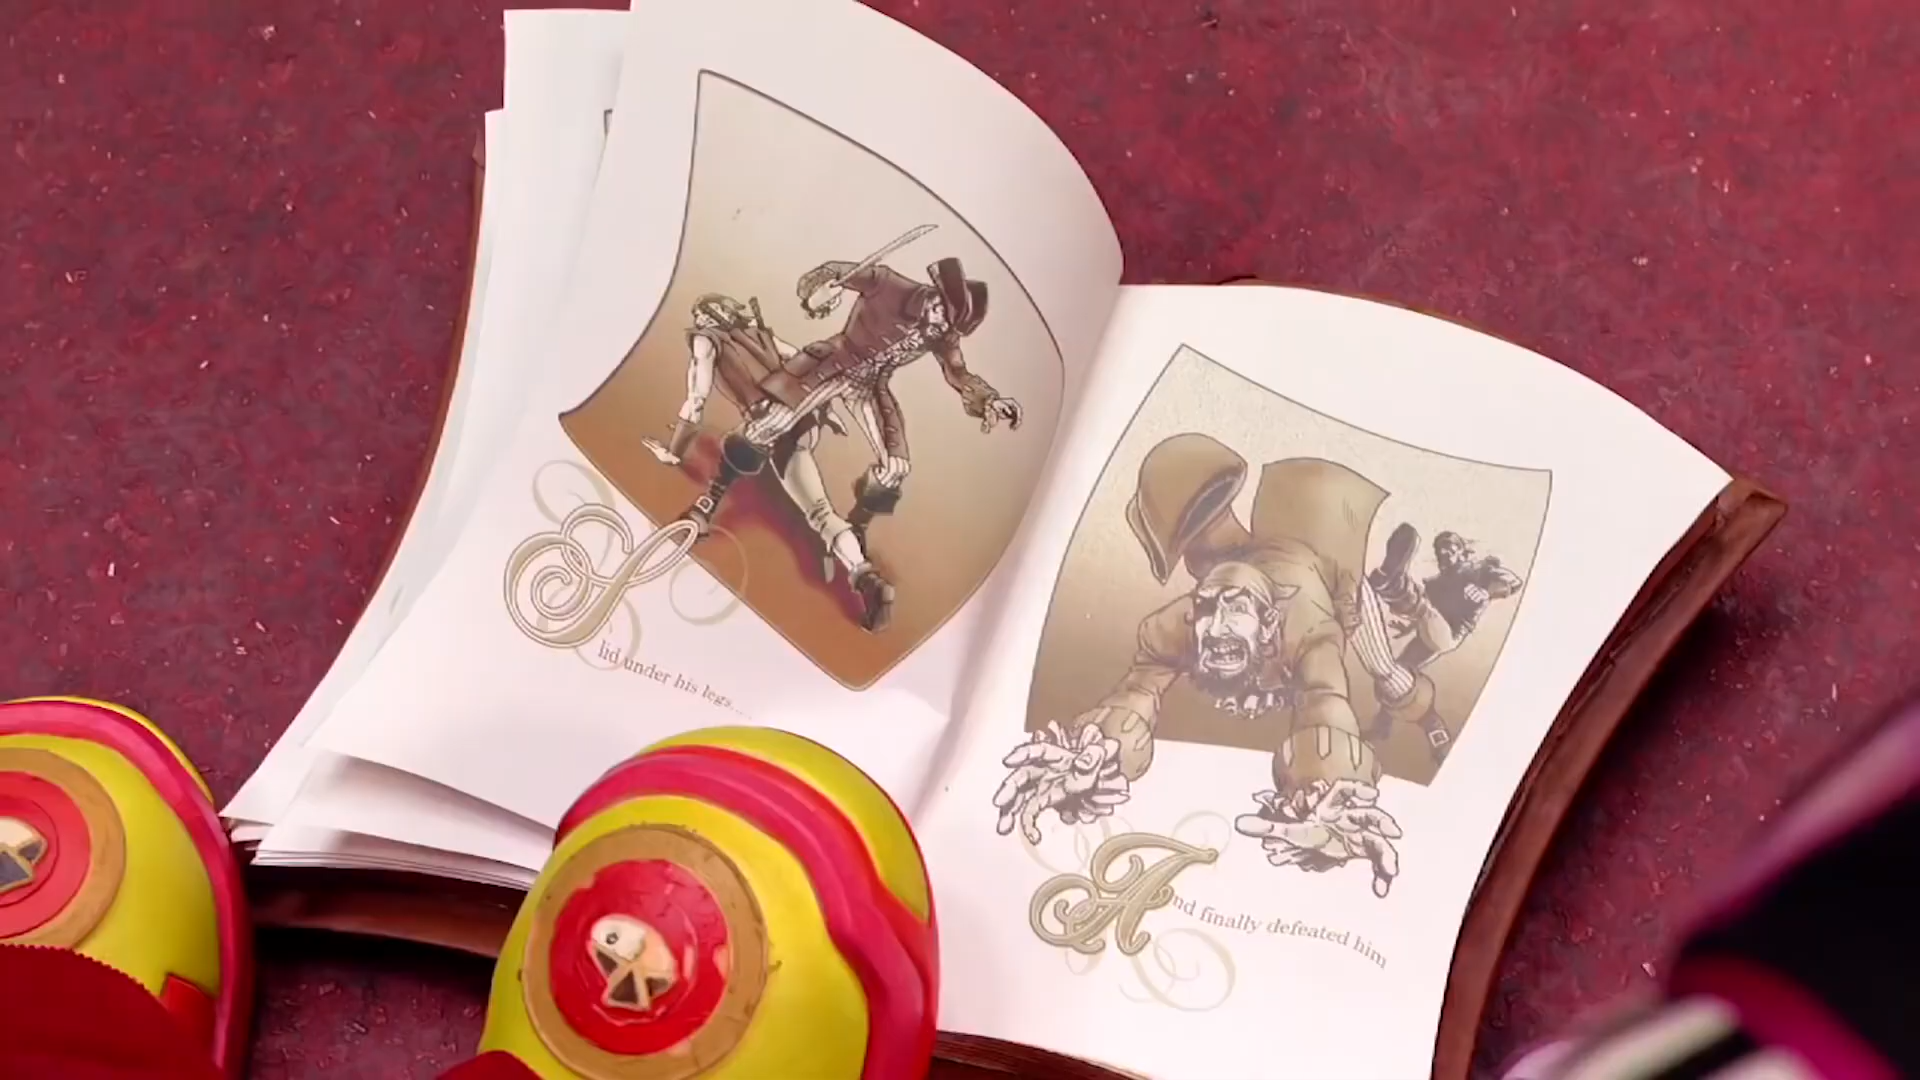 Slid under his legs.....
And finally defeated him